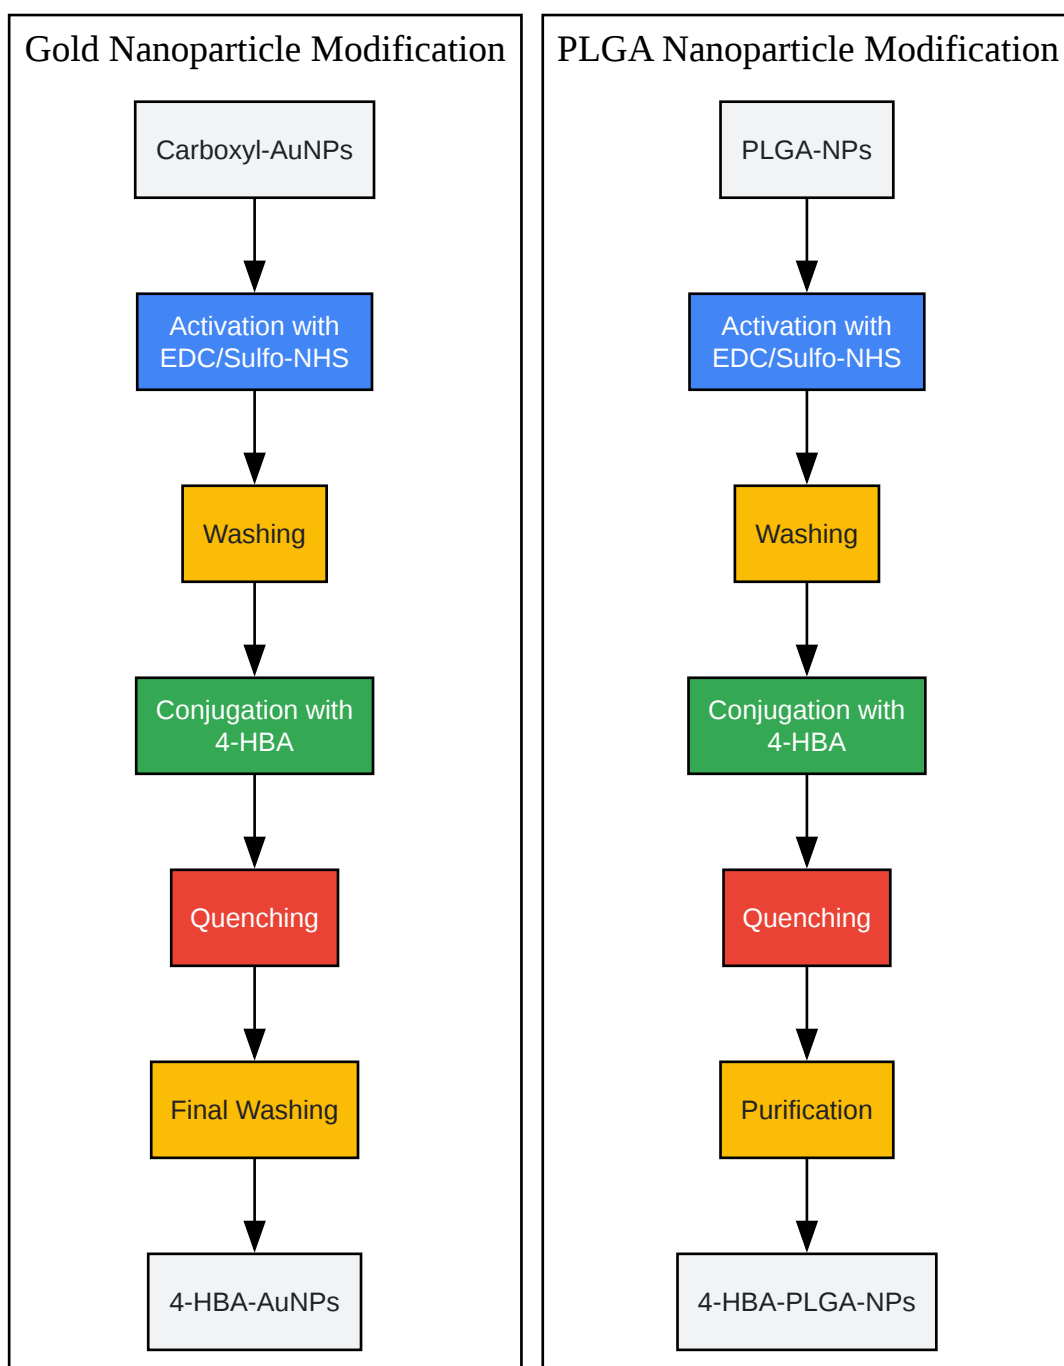 Gold Nanoparticle Modification
Carboxyl-AuNPs
Activation with
EDC/Sulfo-NHS
Washing
Conjugation with
4-HBA
Quenching
Final Washing
4-HBA-AuNPs
PLGA Nanoparticle Modification
PLGA-NPs
Activation with
EDC/Sulfo-NHS
Washing
Conjugation with
4-HBA
Quenching
Purification
4-HBA-PLGA-NPs